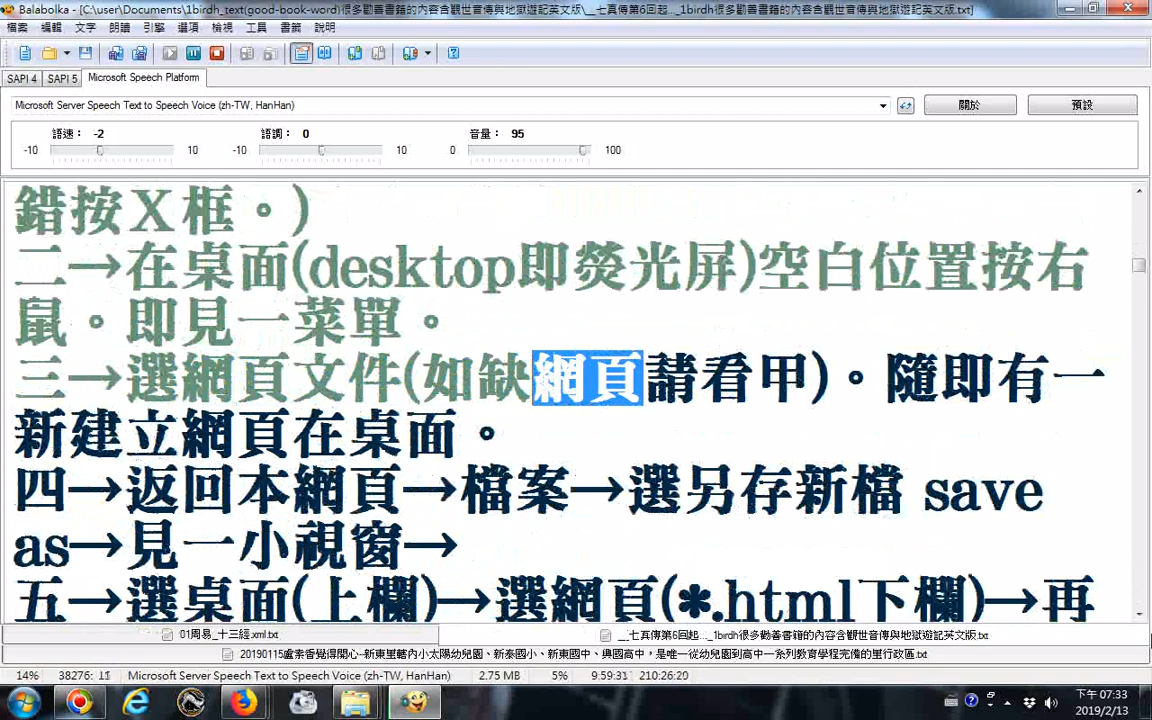 Balabolka - [C:\user\Documents\1birdh_text(good-book-word)很多勸善書籍的內容含觀世音傳與地獄遊記英文版\__七真傳第6回起..._1birdh很多勸善書籍的內容含觀世音傳與地獄遊記英文版.txt]
檔案 編輯 文字 朗讀 引擎 選項 檢視 工具 書籤 說明
SAPI 4 SAPI 5 Microsoft Speech Platform
Microsoft Server Speech Text to Speech Voice (zh-TW, HanHan) 關於 預設
語速： -2 語調： 0 音量： 95
-10 10 -10 10 0 100
錯按Ｘ框。)
二→在桌面(desktop即熒光屏)空白位置按右
鼠。即見一菜單。
三→選網頁文件(如缺網頁請看甲)。隨即有一
新建立網頁在桌面。
四→返回本網頁→檔案→選另存新檔 save
as→見一小視窗→
五→選桌面(上欄)→選網頁(*.html下欄)→再
01周易_十三經.xml.txt __七真傳第6回起..._1birdh很多勸善書籍的內容含觀世音傳與地獄遊記英文版.txt
20190115盧素香覺得開心-新東里轄內小太陽幼兒園、新泰國小、新東國中、興國高中，是唯一從幼兒園到高中一系列教育學程完備的里行政區.txt
14% 38276: 11 Microsoft Server Speech Text to Speech Voice (zh-TW, HanHan) 2.75 MB 5% 9:59:31 210:26:20
下午 07:33
2019/2/13